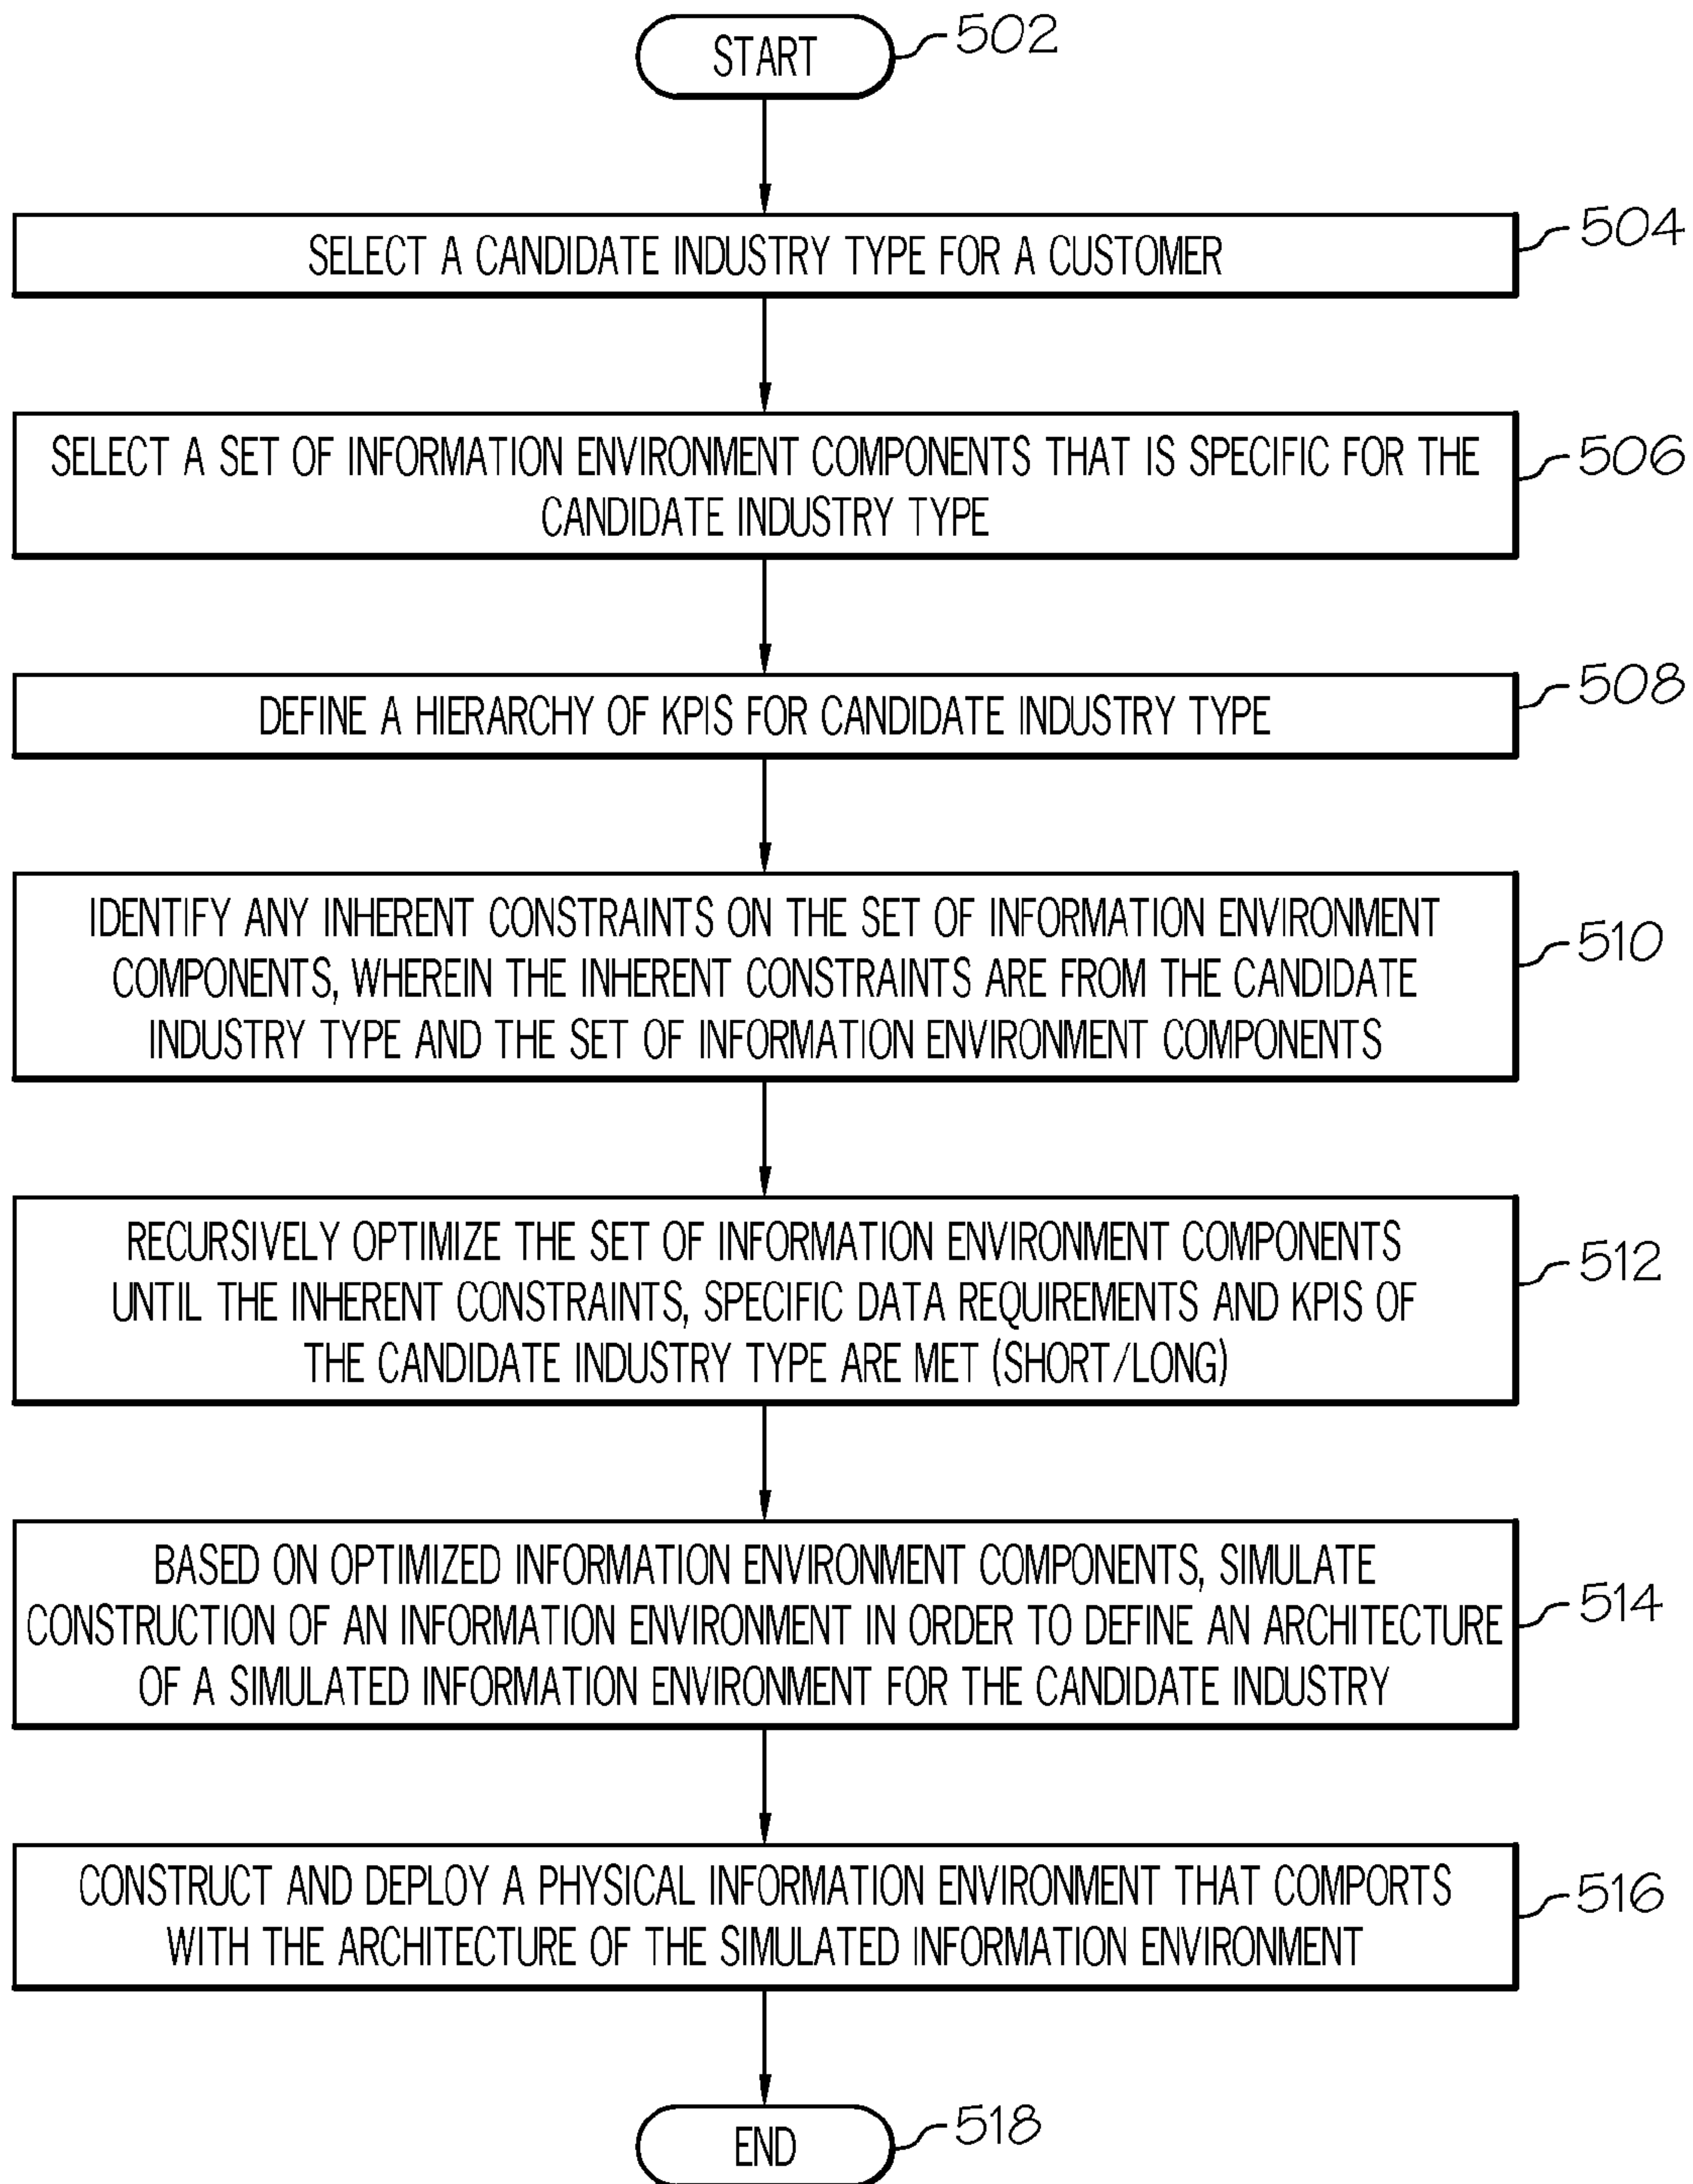 START
502
SELECT A CANDIDATE INDUSTRY TYPE FOR A CUSTOMER
504
SELECT A SET OF INFORMATION ENVIRONMENT COMPONENTS THAT IS SPECIFIC FOR THE
CANDIDATE INDUSTRY TYPE
506
DEFINE A HIERARCHY OF KPIS FOR CANDIDATE INDUSTRY TYPE
508
IDENTIFY ANY INHERENT CONSTRAINTS ON THE SET OF INFORMATION ENVIRONMENT
COMPONENTS, WHEREIN THE INHERENT CONSTRAINTS ARE FROM THE CANDIDATE
INDUSTRY TYPE AND THE SET OF INFORMATION ENVIRONMENT COMPONENTS
510
RECURSIVELY OPTIMIZE THE SET OF INFORMATION ENVIRONMENT COMPONENTS
UNTIL THE INHERENT CONSTRAINTS, SPECIFIC DATA REQUIREMENTS AND KPIS OF
THE CANDIDATE INDUSTRY TYPE ARE MET (SHORT/LONG)
512
BASED ON OPTIMIZED INFORMATION ENVIRONMENT COMPONENTS, SIMULATE
CONSTRUCTION OF AN INFORMATION ENVIRONMENT IN ORDER TO DEFINE AN ARCHITECTURE
OF A SIMULATED INFORMATION ENVIRONMENT FOR THE CANDIDATE INDUSTRY
514
CONSTRUCT AND DEPLOY A PHYSICAL INFORMATION ENVIRONMENT THAT COMPORTS
WITH THE ARCHITECTURE OF THE SIMULATED INFORMATION ENVIRONMENT
516
END
518